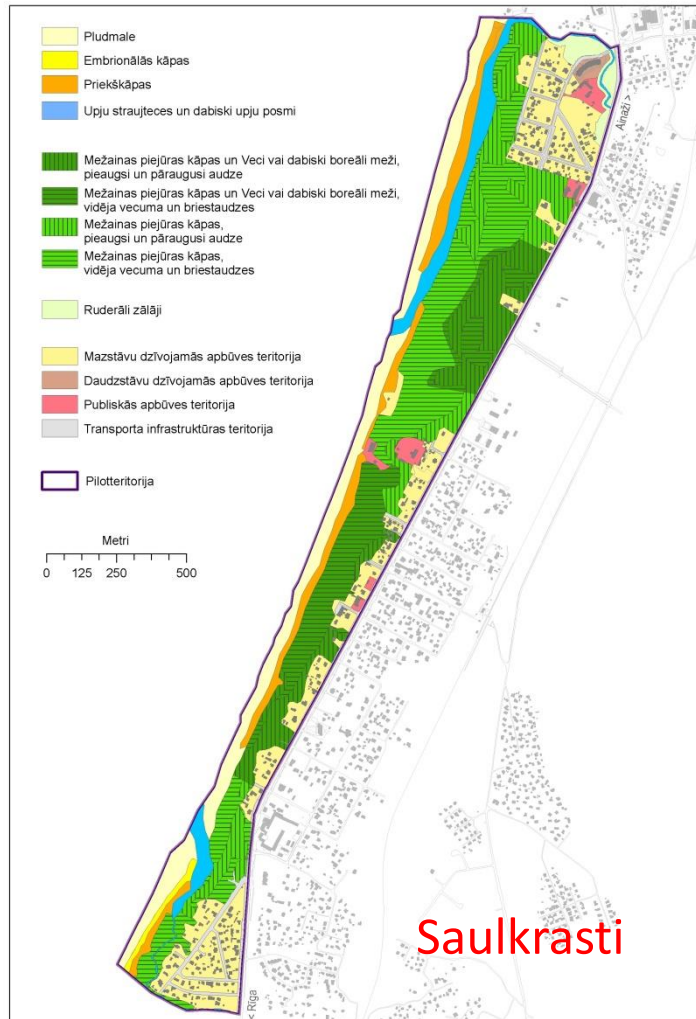 Pludmale
Embrionālās kāpas
Priekškāpas
Upju straujteces un dabiski upju posmi
Mežainas piejūras kāpas un Veci vai dabiski boreāli meži,
pieaugsi un pāraugusi audze
Mežainas piejūras kāpas un Veci vai dabiski boreāli meži,
vidēja vecuma un briestaudzes
Mežainas piejūras kāpas,
pieaugsi un pāraugusi audze
Mežainas piejūras kāpas,
vidēja vecuma un briestaudzes
Ruderāli zālāji
Mazstāvu dzīvojamās apbūves teritorija
Daudzstāvu dzīvojamās apbūves teritorija
Publiskās apbūves teritorija
Transporta infrastruktūras teritorija
Pilotteritorija
Metri
0 125 250 500
Ainaži >
Saulkrasti
< Rīga